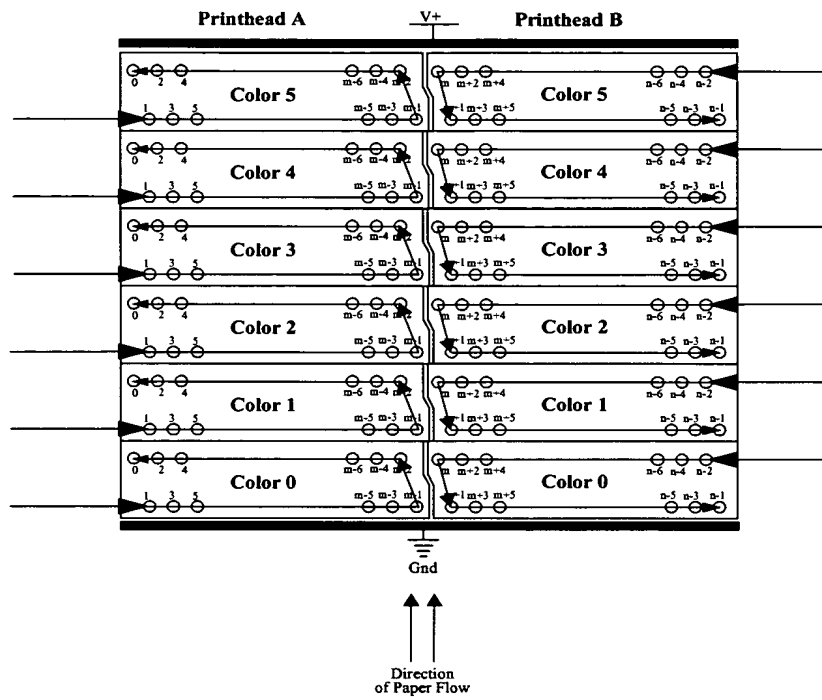 Printhead A V+ Printhead B
0 2 4 m-6 m-4 m-2 m m+2 m+4 n-6 n-4 n-2
Color 5 Color 5
1 3 5 m-5 m-3 m-1 +1 m+3 m+5 n-5 n-3 n-1
0 2 4 m-6 m-4 m-2 m m+2 m+4 n-6 n-4 n-2
Color 4 Color 4
1 3 5 m-5 m-3 m-1 +1 m+3 m+5 n-5 n-3 n-1
0 2 4 m-6 m-4 m-2 m m+2 m+4 n-6 n-4 n-2
Color 3 Color 3
1 3 5 m-5 m-3 m-1 +1 m+3 m+5 n-5 n-3 n-1
0 2 4 m-6 m-4 m-2 m m+2 m+4 n-6 n-4 n-2
Color 2 Color 2
1 3 5 m-5 m-3 m-1 +1 m+3 m+5 n-5 n-3 n-1
0 2 4 m-6 m-4 m-2 m m+2 m+4 n-6 n-4 n-2
Color 1 Color 1
1 3 5 m-5 m-3 m-1 +1 m+3 m+5 n-5 n-3 n-1
0 2 4 m-6 m-4 m-2 m m+2 m+4 n-6 n-4 n-2
Color 0 Color 0
1 3 5 m-5 m-3 m-1 +1 m+3 m+5 n-5 n-3 n-1
Gnd
Direction
of Paper Flow